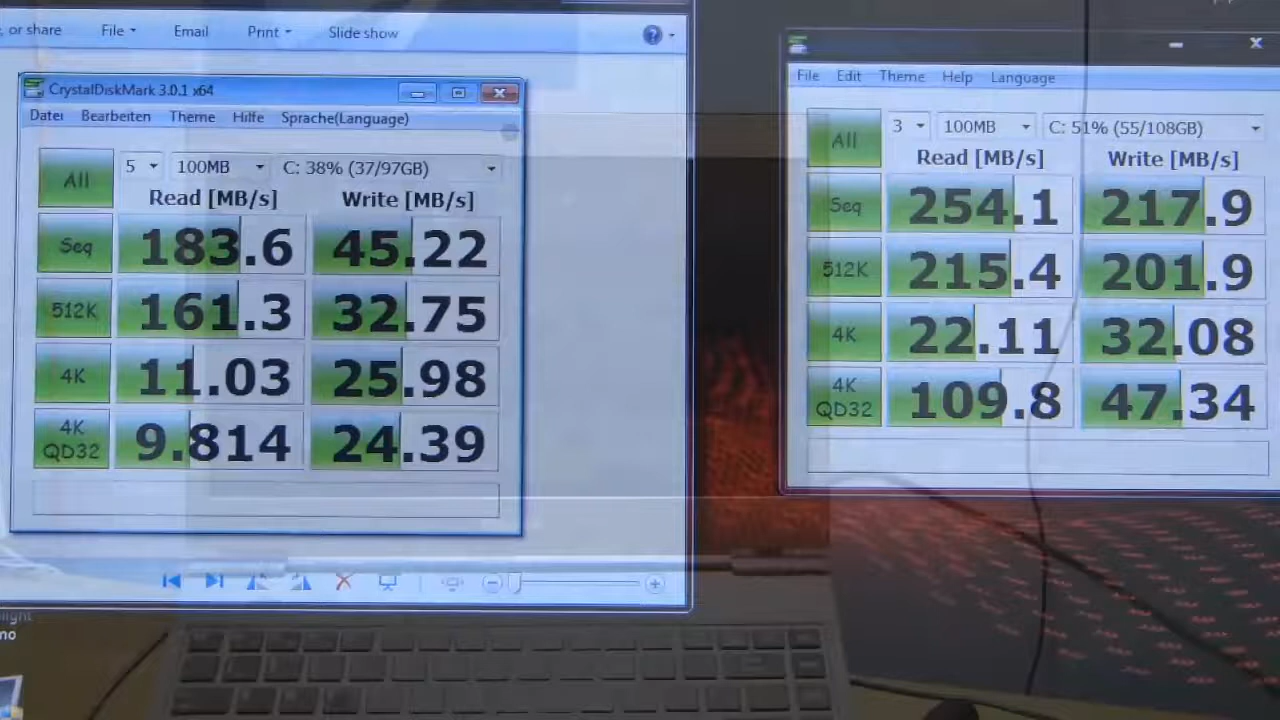 or share File Email Print Slide show
CrystalDiskMark 3.0.1 x64
Datei Bearbeiten Theme Hilfe Sprache(Language)
5 100MB C: 38% (37/97GB)
All Read [MB/s] Write [MB/s]
Seq 183.6 45.22
512K 161.3 32.75
4K 11.03 25.98
4K QD32 9.814 24.39
File Edit Theme Help Language
3 100MB C: 51% (55/108GB)
All Read [MB/s] Write [MB/s]
Seq 254.1 217.9
512K 215.4 201.9
4K 22.11 32.08
4K QD32 109.8 47.34